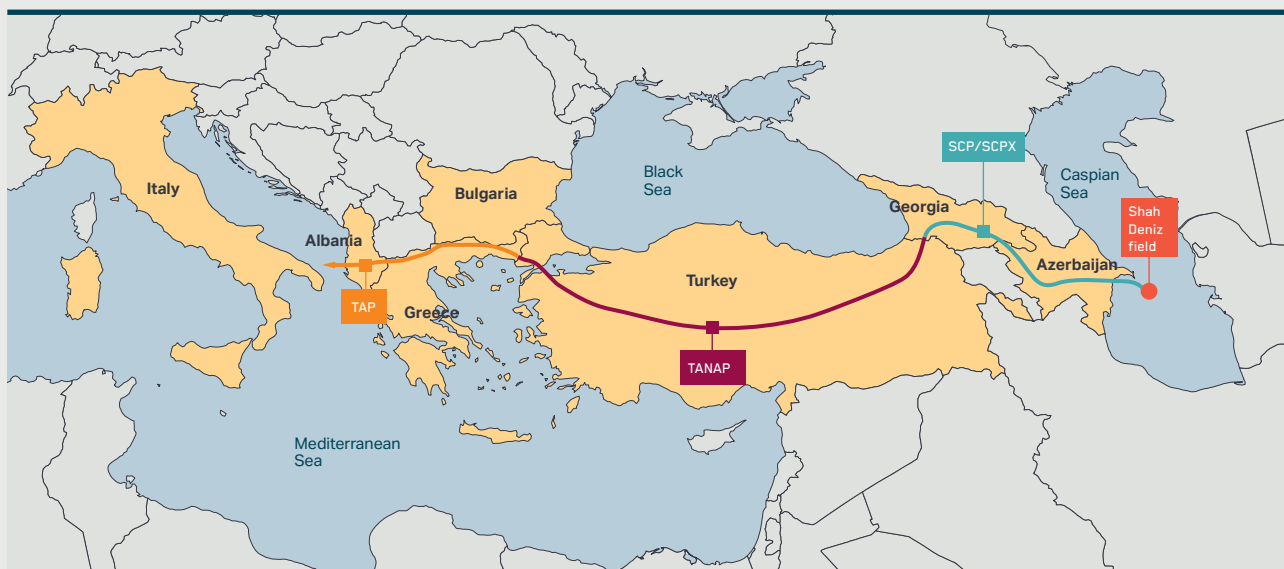 SCP/SCPX
Black
Sea
Caspian
Sea
Italy
Bulgaria
Georgia
Shah
Deniz
field
Albania
Azerbaijan
Turkey
TAP
Greece
TANAP
Mediterranean
Sea